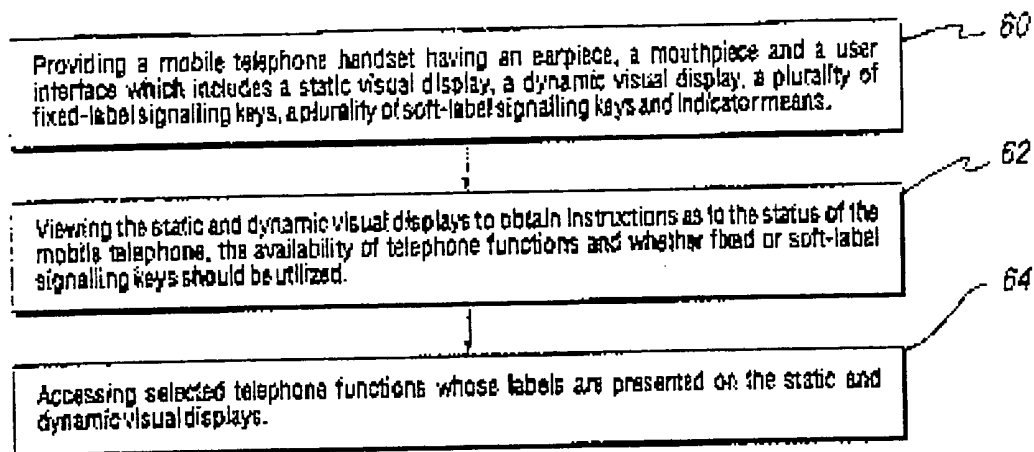 60
Providing a mobile telephone handset having an earpiece, a mouthpiece and a user
interface which includes a static visual display, a dynamic visual display, a plurality of
fixed-label signalling keys, a plurality of soft-label signalling keys and indicator means.
62
Viewing the static and dynamic visual displays to obtain instructions as to the status of the
mobile telephone, the availability of telephone functions and whether fixed or soft-label
signalling keys should be utilized.
64
Accessing selected telephone functions whose labels are presented on the static and
dynamic visual displays.